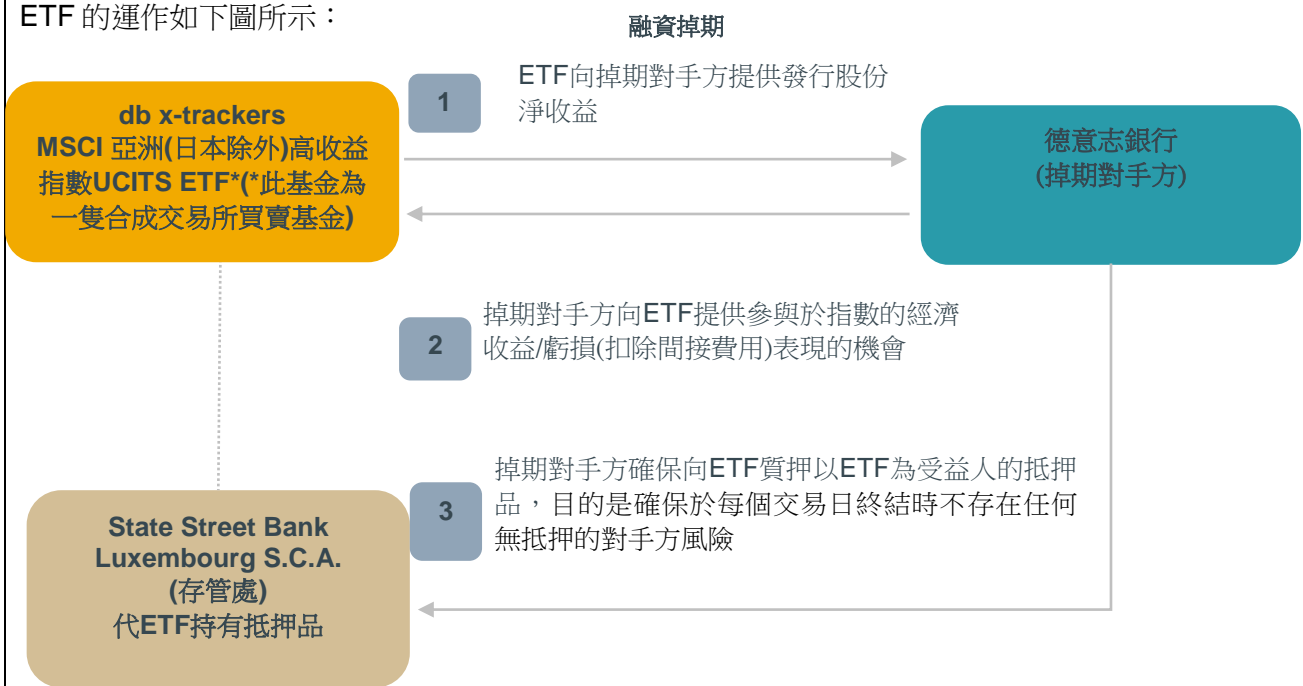 ETF 的運作如下圖所示：
融資掉期
db x-trackers
MSCI 亞洲(日本除外)高收益
指數UCITS ETF*(*此基金為
一隻合成交易所買賣基金)
1
ETF向掉期對手方提供發行股份
淨收益
德意志銀行
(掉期對手方)
2
掉期對手方向ETF提供參與於指數的經濟
收益/虧損(扣除間接費用)表現的機會
3
掉期對手方確保向ETF質押以ETF為受益人的抵押
品，目的是確保於每個交易日終結時不存在任何
無抵押的對手方風險
State Street Bank
Luxembourg S.C.A.
(存管處)
代ETF持有抵押品